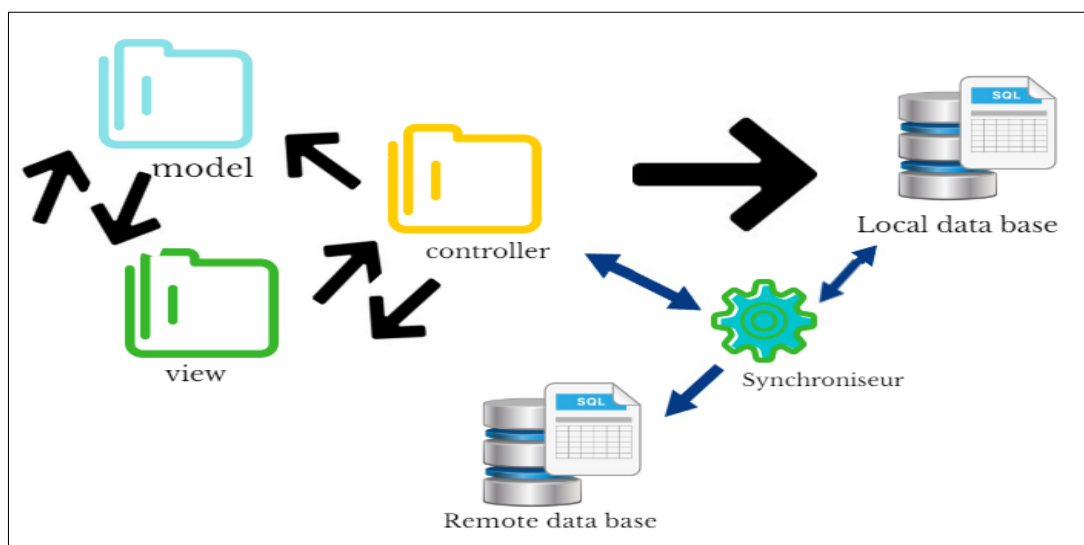 SQL
model
controller
Local data base
view
Synchroniseur
SQL
Remote data base